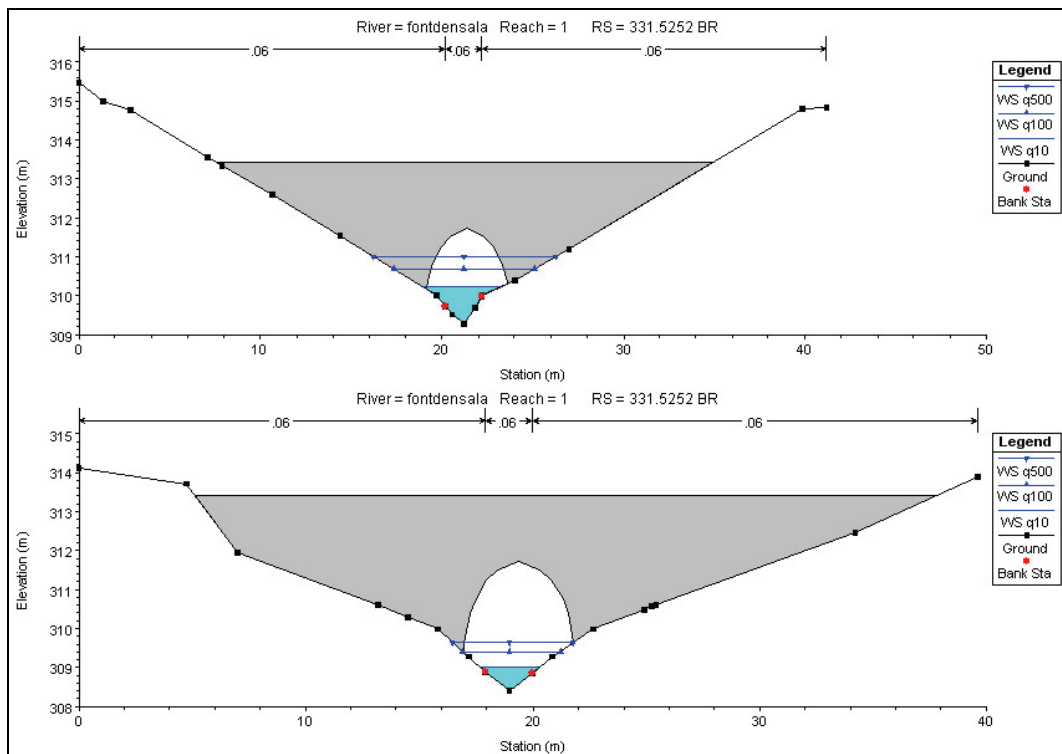 River = fontdensala Reach = 1 RS = 331.5252 BR
.06 .06 .06
Legend
WS q500
WS q100
WS q10
Ground
Bank Sta
Elevation (m)
316
315
314
313
312
311
310
309
0 10 20 30 40 50
Station (m)
River = fontdensala Reach = 1 RS = 331.5252 BR
.06 .06 .06
Legend
WS q500
WS q100
WS q10
Ground
Bank Sta
Elevation (m)
315
314
313
312
311
310
309
308
0 10 20 30 40
Station (m)